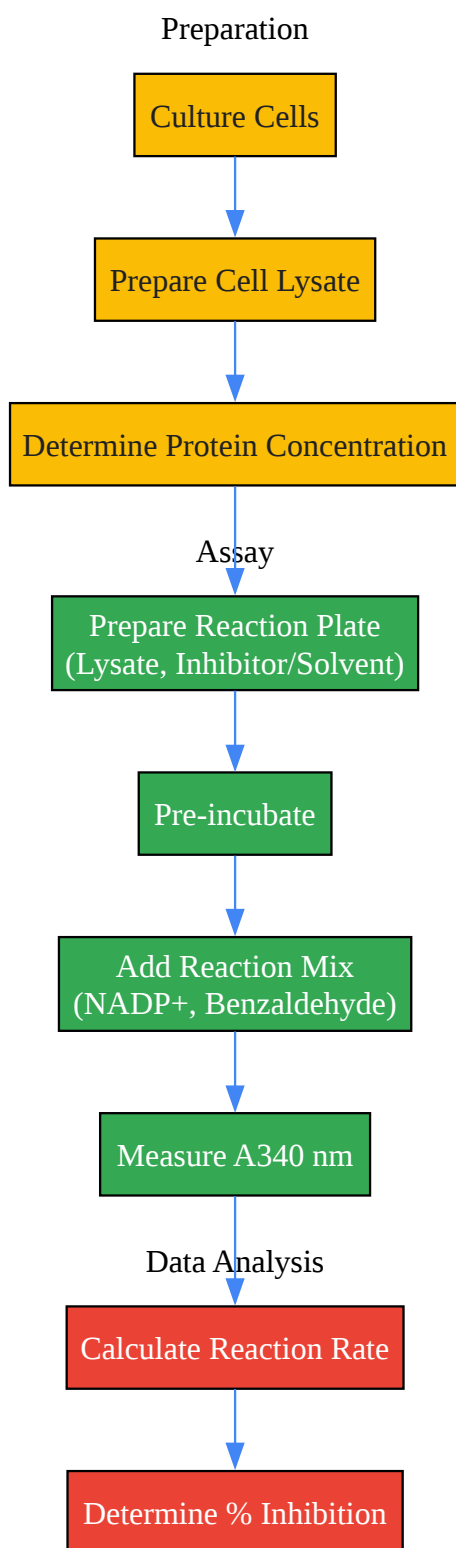 Preparation
Culture Cells
Prepare Cell Lysate
Determine Protein Concentration
Assay
Prepare Reaction Plate
(Lysate, Inhibitor/Solvent)
Pre-incubate
Add Reaction Mix
(NADP+, Benzaldehyde)
Measure A340 nm
Data Analysis
Calculate Reaction Rate
Determine % Inhibition